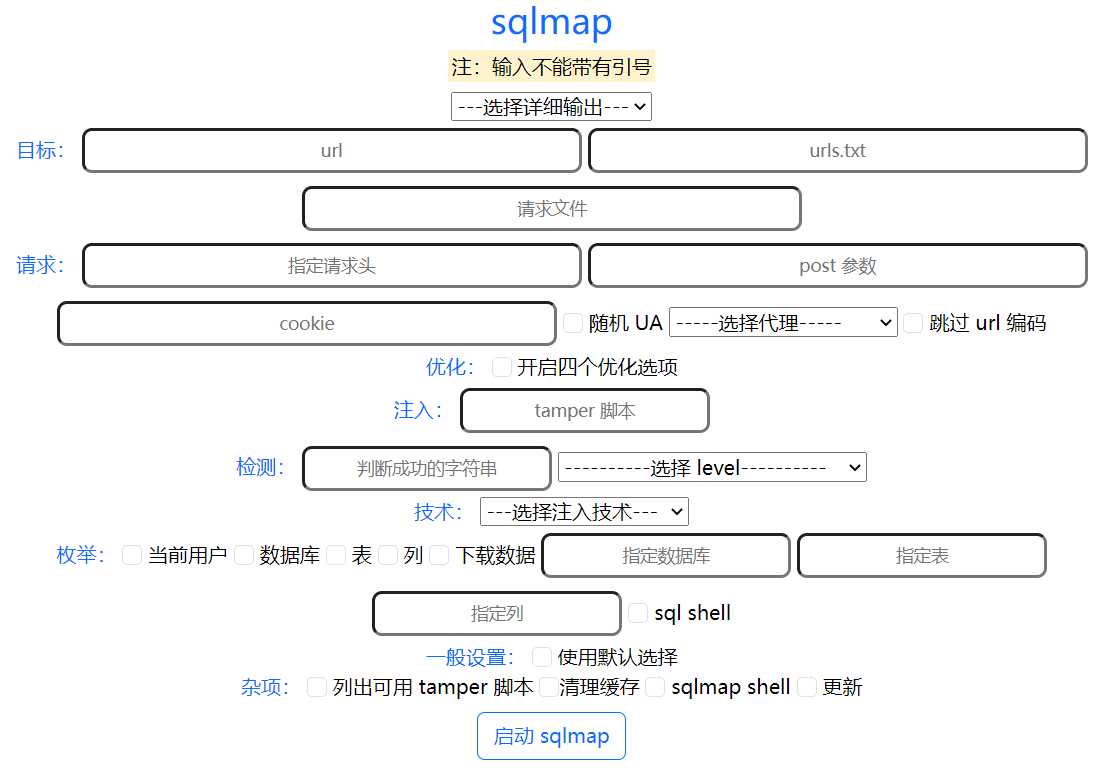 sqlmap
注：输入不能带有引号
---选择详细输出---
目标： url urls.txt
请求文件
请求： 指定请求头 post 参数
cookie 随机 UA -----选择代理----- 跳过 url 编码
优化： 开启四个优化选项
注入： tamper 脚本
检测： 判断成功的字符串 ----------选择 level----------
技术： ---选择注入技术---
枚举： 当前用户 数据库 表 列 下载数据 指定数据库 指定表
指定列 sql shell
一般设置： 使用默认选择
杂项： 列出可用 tamper 脚本 清理缓存 sqlmap shell 更新
启动 sqlmap